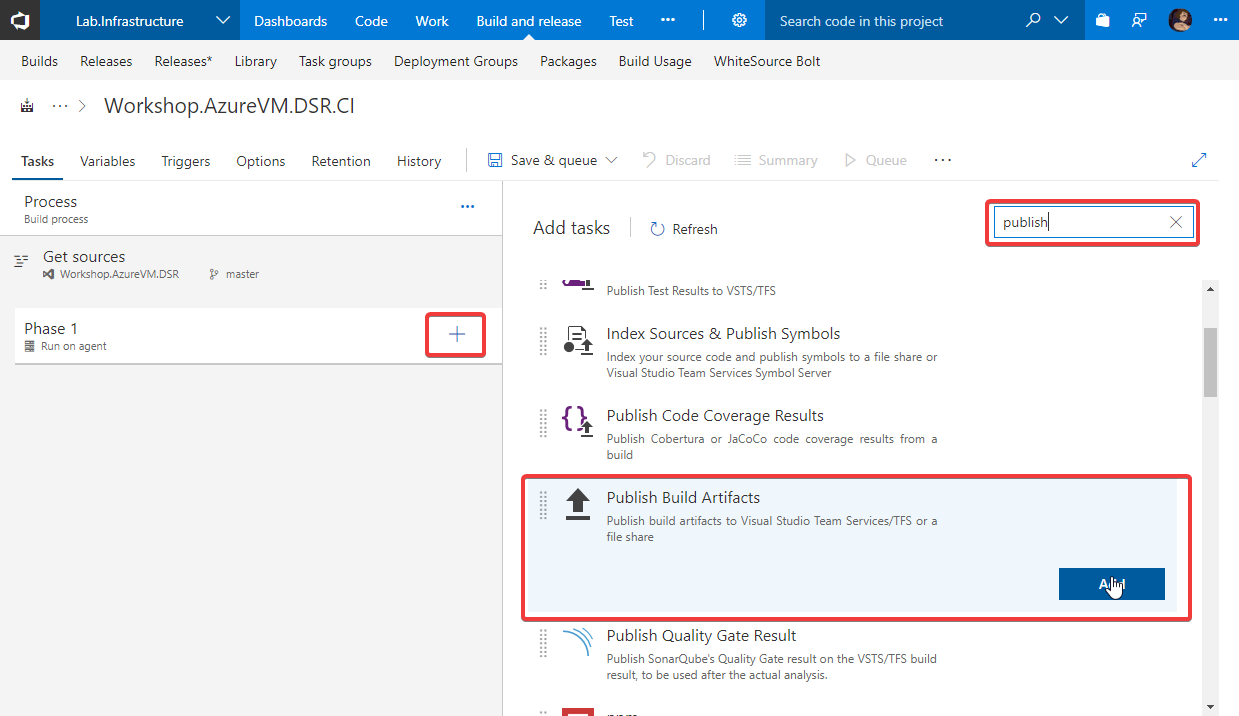 Lab.Infrastructure Dashboards Code Work Build and release Test ··· Search code in this project ···
Builds Releases Releases* Library Task groups Deployment Groups Packages Build Usage WhiteSource Bolt
··· > Workshop.AzureVM.DSR.CI
Tasks Variables Triggers Options Retention History Save & queue Discard Summary Queue ···
Process ···
Build process
Get sources
Workshop.AzureVM.DSR master
Phase 1
Run on agent
Add tasks Refresh publish
Publish Test Results to VSTS/TFS
Index Sources & Publish Symbols
Index your source code and publish symbols to a file share or
Visual Studio Team Services Symbol Server
Publish Code Coverage Results
Publish Cobertura or JaCoCo code coverage results from a
build
Publish Build Artifacts
Publish build artifacts to Visual Studio Team Services/TFS or a
file share
Add
Publish Quality Gate Result
Publish SonarQube's Quality Gate result on the VSTS/TFS build
result, to be used after the actual analysis.